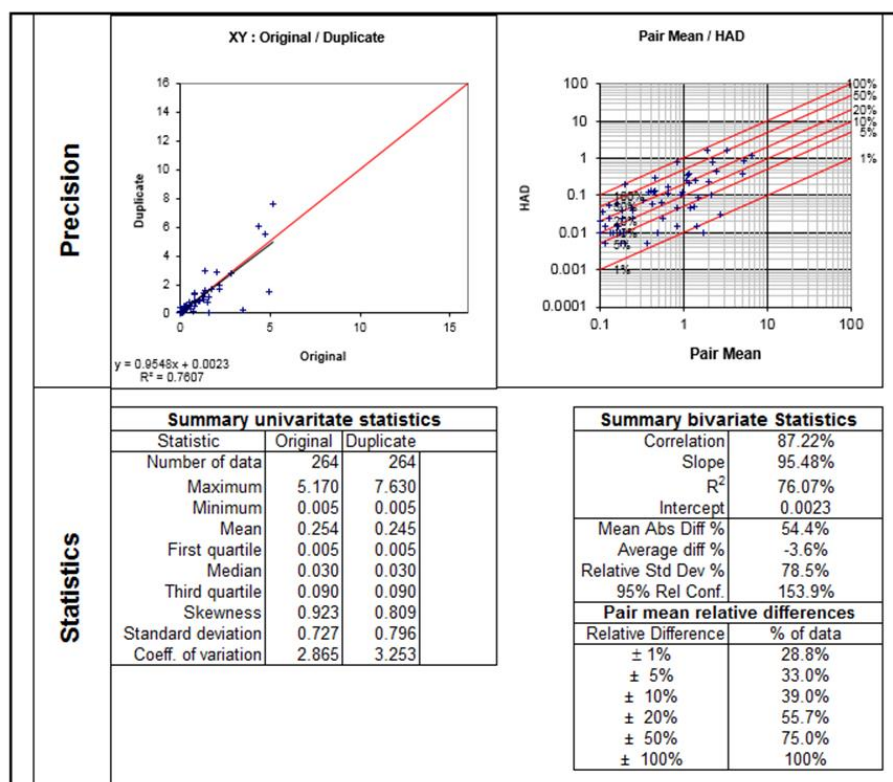 Precision
XY : Original / Duplicate
16
14
12
10
8
6
4
2
0
0 5 10 15
Duplicate
Original
y = 0.9548x + 0.0023
R² = 0.7607
Pair Mean / HAD
100
10
1
0.1
0.01
0.001
0.0001
0.1 1 10 100
HAD
Pair Mean
100%
50%
20%
10%
5%
1%
100%
5%
1%
Statistics
Summary univaritate statistics
Statistic Original Duplicate
Number of data 264 264
Maximum 5.170 7.630
Minimum 0.005 0.005
Mean 0.254 0.245
First quartile 0.005 0.005
Median 0.030 0.030
Third quartile 0.090 0.090
Skewness 0.923 0.809
Standard deviation 0.727 0.796
Coeff. of variation 2.865 3.253
Summary bivariate Statistics
Correlation 87.22%
Slope 95.48%
R² 76.07%
Intercept 0.0023
Mean Abs Diff % 54.4%
Average diff % -3.6%
Relative Std Dev % 78.5%
95% Rel Conf. 153.9%
Pair mean relative differences
Relative Difference % of data
± 1% 28.8%
± 5% 33.0%
± 10% 39.0%
± 20% 55.7%
± 50% 75.0%
± 100% 100%